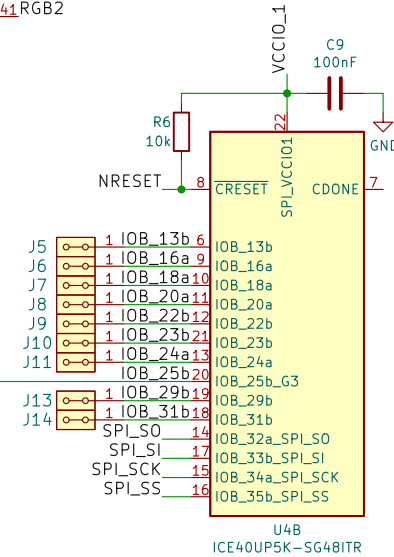 41 RGB2
VCCIO_1
C9
100nF
R6
10k
22
GND
NRESET 8 CRESET
SPI_VCCIO1
CDONE 7
J5 1 IOB_13b 6 IOB_13b
J6 1 IOB_16a 9 IOB_16a
J7 1 IOB_18a 10 IOB_18a
J8 1 IOB_20a 11 IOB_20a
J9 1 IOB_22b 12 IOB_22b
J10 1 IOB_23b 21 IOB_23b
J11 1 IOB_24a 13 IOB_24a
IOB_25b 20 IOB_25b_G3
J13 1 IOB_29b 19 IOB_29b
J14 1 IOB_31b 18 IOB_31b
SPI_SO 14 IOB_32a_SPI_SO
SPI_SI 17 IOB_33b_SPI_SI
SPI_SCK 15 IOB_34a_SPI_SCK
SPI_SS 16 IOB_35b_SPI_SS
U4B
ICE40UP5K-SG48ITR